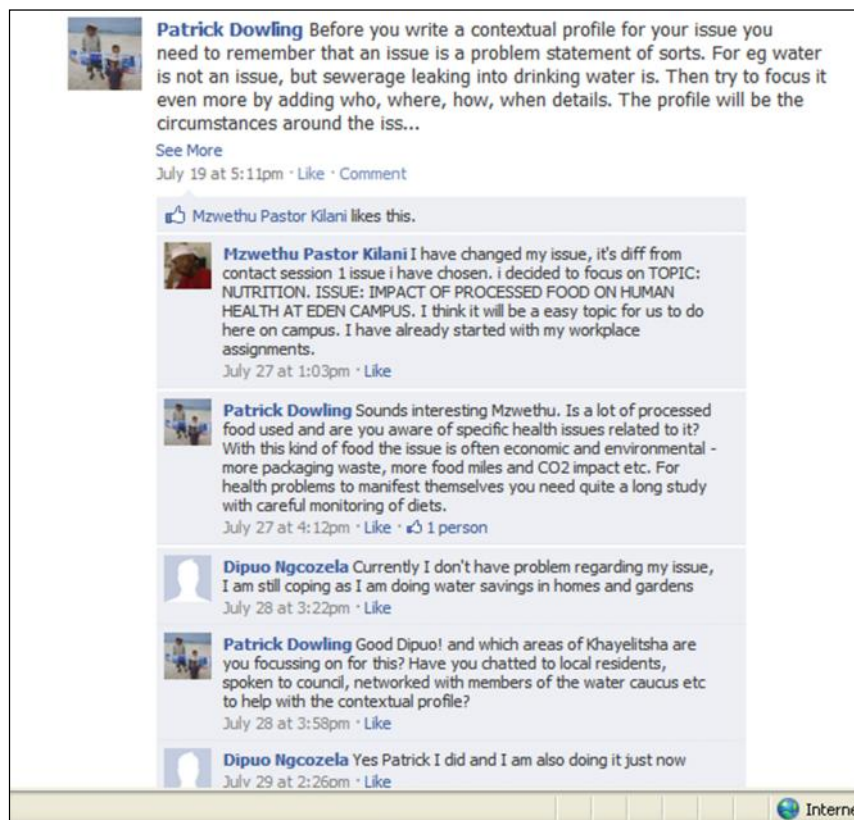 Patrick Dowling Before you write a contextual profile for your issue you
need to remember that an issue is a problem statement of sorts. For eg water
is not an issue, but sewerage leaking into drinking water is. Then try to focus it
even more by adding who, where, how, when details. The profile will be the
circumstances around the iss...
See More
July 19 at 5:11pm · Like · Comment
Mzwethu Pastor Kilani likes this.
Mzwethu Pastor Kilani I have changed my issue, it's diff from
contact session 1 issue i have chosen. i decided to focus on TOPIC:
NUTRITION. ISSUE: IMPACT OF PROCESSED FOOD ON HUMAN
HEALTH AT EDEN CAMPUS. I think it will be a easy topic for us to do
here on campus. I have already started with my workplace
assignments.
July 27 at 1:03pm · Like
Patrick Dowling Sounds interesting Mzwethu. Is a lot of processed
food used and are you aware of specific health issues related to it?
With this kind of food the issue is often economic and environmental -
more packaging waste, more food miles and CO2 impact etc. For
health problems to manifest themselves you need quite a long study
with careful monitoring of diets.
July 27 at 4:12pm · Like · 1 person
Dipuo Ngcozela Currently I don't have problem regarding my issue,
I am still coping as I am doing water savings in homes and gardens
July 28 at 3:22pm · Like
Patrick Dowling Good Dipuo! and which areas of Khayelitsha are
you focussing on for this? Have you chatted to local residents,
spoken to council, networked with members of the water caucus etc
to help with the contextual profile?
July 28 at 3:58pm · Like
Dipuo Ngcozela Yes Patrick I did and I am also doing it just now
July 29 at 2:26pm · Like
Interne